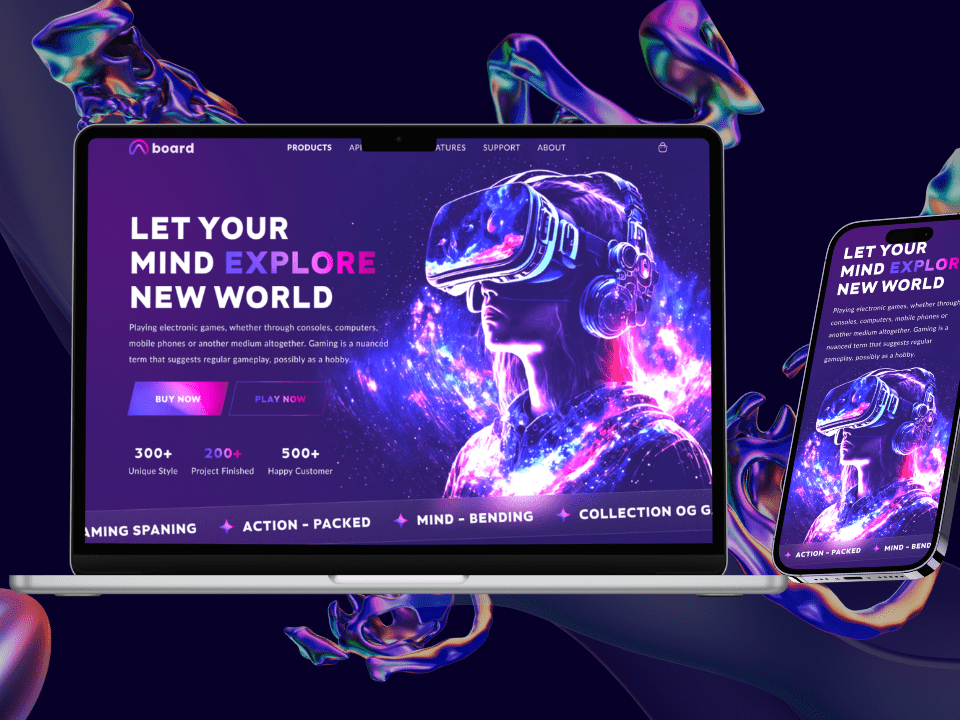 board
PRODUCTS
SUPPORT
ABOUT
LET YOUR
MIND EXPLORE
NEW WORLD
Playing electronic games, whether through consoles, computers,
mobile phones or another medium altogether. Gaming is a nuanced
term that suggests regular gameplay, possibly as a hobby.
BUY NOW
PLAY NOW
300+
Unique Style
200+
Project Finished
500+
Happy Customer
AMING SPANING
ACTION - PACKED
MIND - BENDING
COLLECTION OG G
LET YOUR
MIND EXPLOR
NEW WORLD
Playing electronic games, whether through
consoles, computers, mobile phones or
another medium altogether. Gaming is a
nuanced term that suggests regular
gameplay, possibly as a hobby.
ACTION - PACKED
MIND - BEND